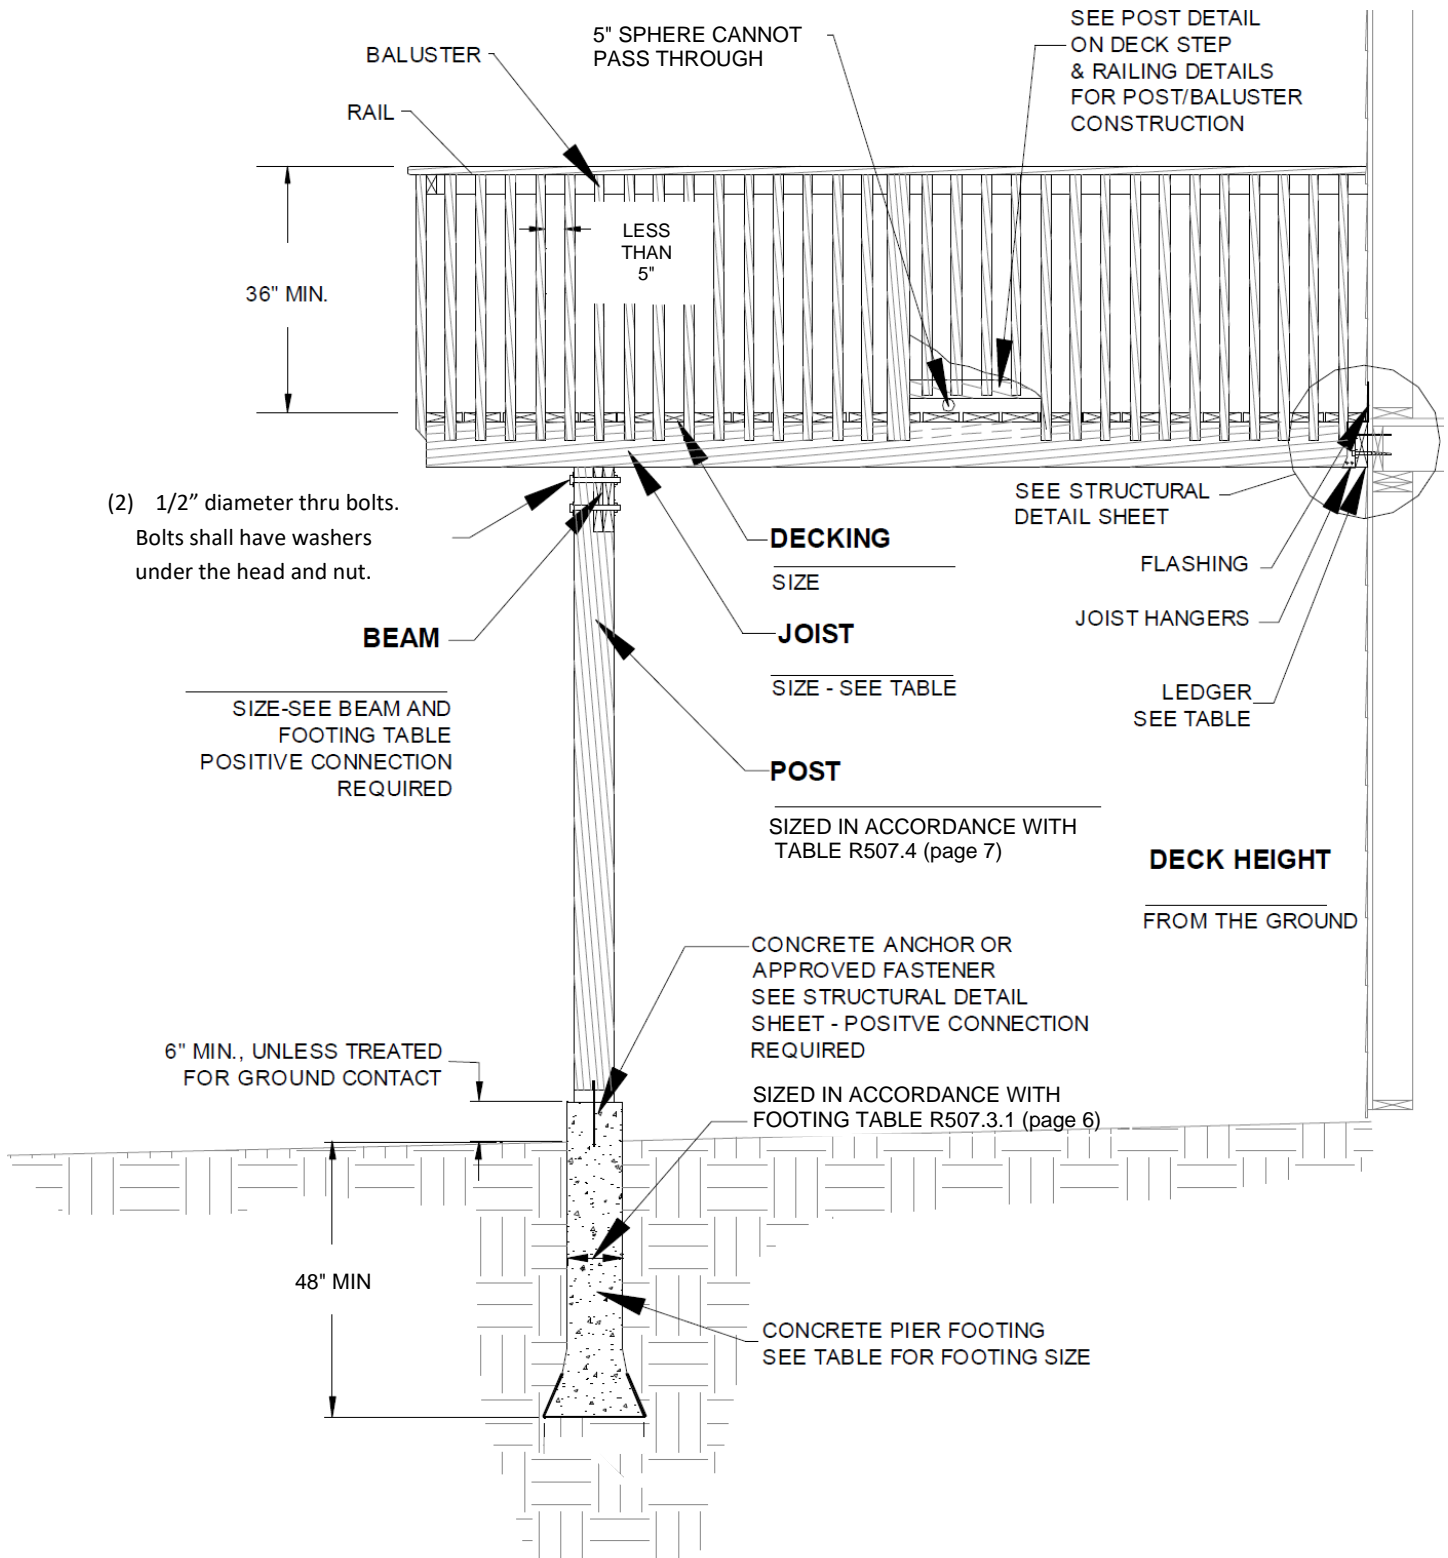 SEE POST DETAIL
ON DECK STEP
& RAILING DETAILS
FOR POST/BALUSTER
CONSTRUCTION
5" SPHERE CANNOT
PASS THROUGH
BALUSTER
RAIL
LESS
THAN
5"
36" MIN.
(2) 1/2” diameter thru bolts.
Bolts shall have washers
under the head and nut.
SEE STRUCTURAL
DETAIL SHEET
DECKING
SIZE
FLASHING
JOIST HANGERS
BEAM
JOIST
SIZE - SEE TABLE
LEDGER
SEE TABLE
SIZE-SEE BEAM AND
FOOTING TABLE
POSITIVE CONNECTION
REQUIRED
POST
SIZED IN ACCORDANCE WITH
TABLE R507.4 (page 7)
DECK HEIGHT
FROM THE GROUND
CONCRETE ANCHOR OR
APPROVED FASTENER
SEE STRUCTURAL DETAIL
SHEET - POSITVE CONNECTION
REQUIRED
6" MIN., UNLESS TREATED
FOR GROUND CONTACT
SIZED IN ACCORDANCE WITH
FOOTING TABLE R507.3.1 (page 6)
48" MIN
CONCRETE PIER FOOTING
SEE TABLE FOR FOOTING SIZE